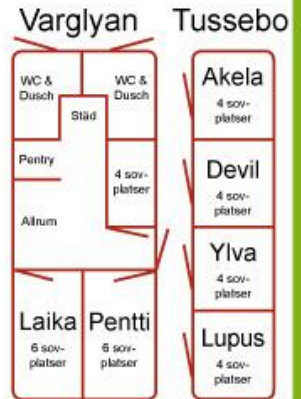 Varglyan
WC &
Dusch
WC &
Dusch
Städ
Pentry
4 sov-
platser
Allrum
Laika
6 sov-
platser
Pentti
6 sov-
platser
Tussebo
Akela
4 sov-
platser
Devil
4 sov-
platser
Ylva
4 sov-
platser
Lupus
4 sov-
platser